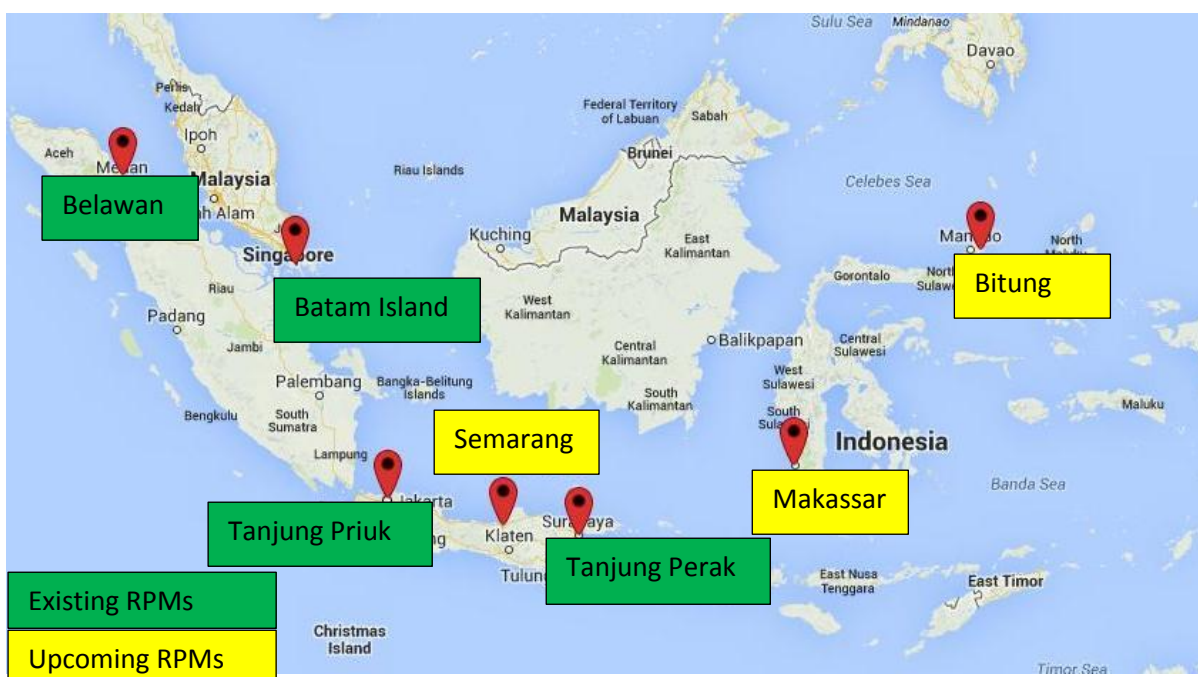 Sulu Sea
Mindanao
Davao
Perlis
Kedah
Ipoh
Federal Territory
of Labuan
Sabah
Aceh
Brunei
Riau Islands
Malaysia
Celebes Sea
Belawan
Alam
Malaysia
Kuching
East
Kalimantan
North
Singapore
Gorontalo
North
Bitung
Riau
Batam Island
West
Kalimantan
Padang
Jambi
Balikpapan
Central
Sulawesi
Central
Kalimantan
West
Sulawesi
Palembang
Bangka-Belitung
Islands
South
Kalimantan
Maluku
Bengkulu
South
Sumatra
Semarang
South
Indonesia
Lampung
Banda Sea
Makassar
Tanjung Priuk
Klaten
Tanjung Perak
East Nusa
Tenggara
East Timor
Existing RPMs
Christmas
Island
Upcoming RPMs
Timor Sea